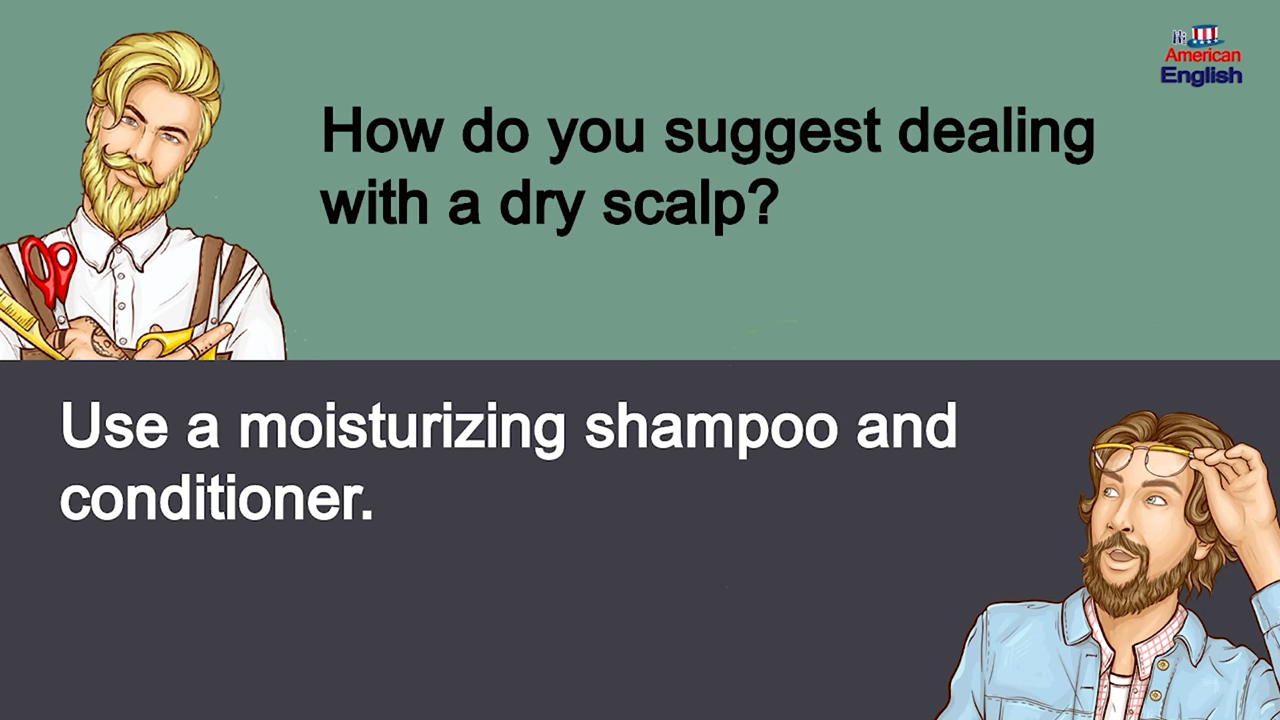 American
English
How do you suggest dealing
with a dry scalp?
Use a moisturizing shampoo and
conditioner.